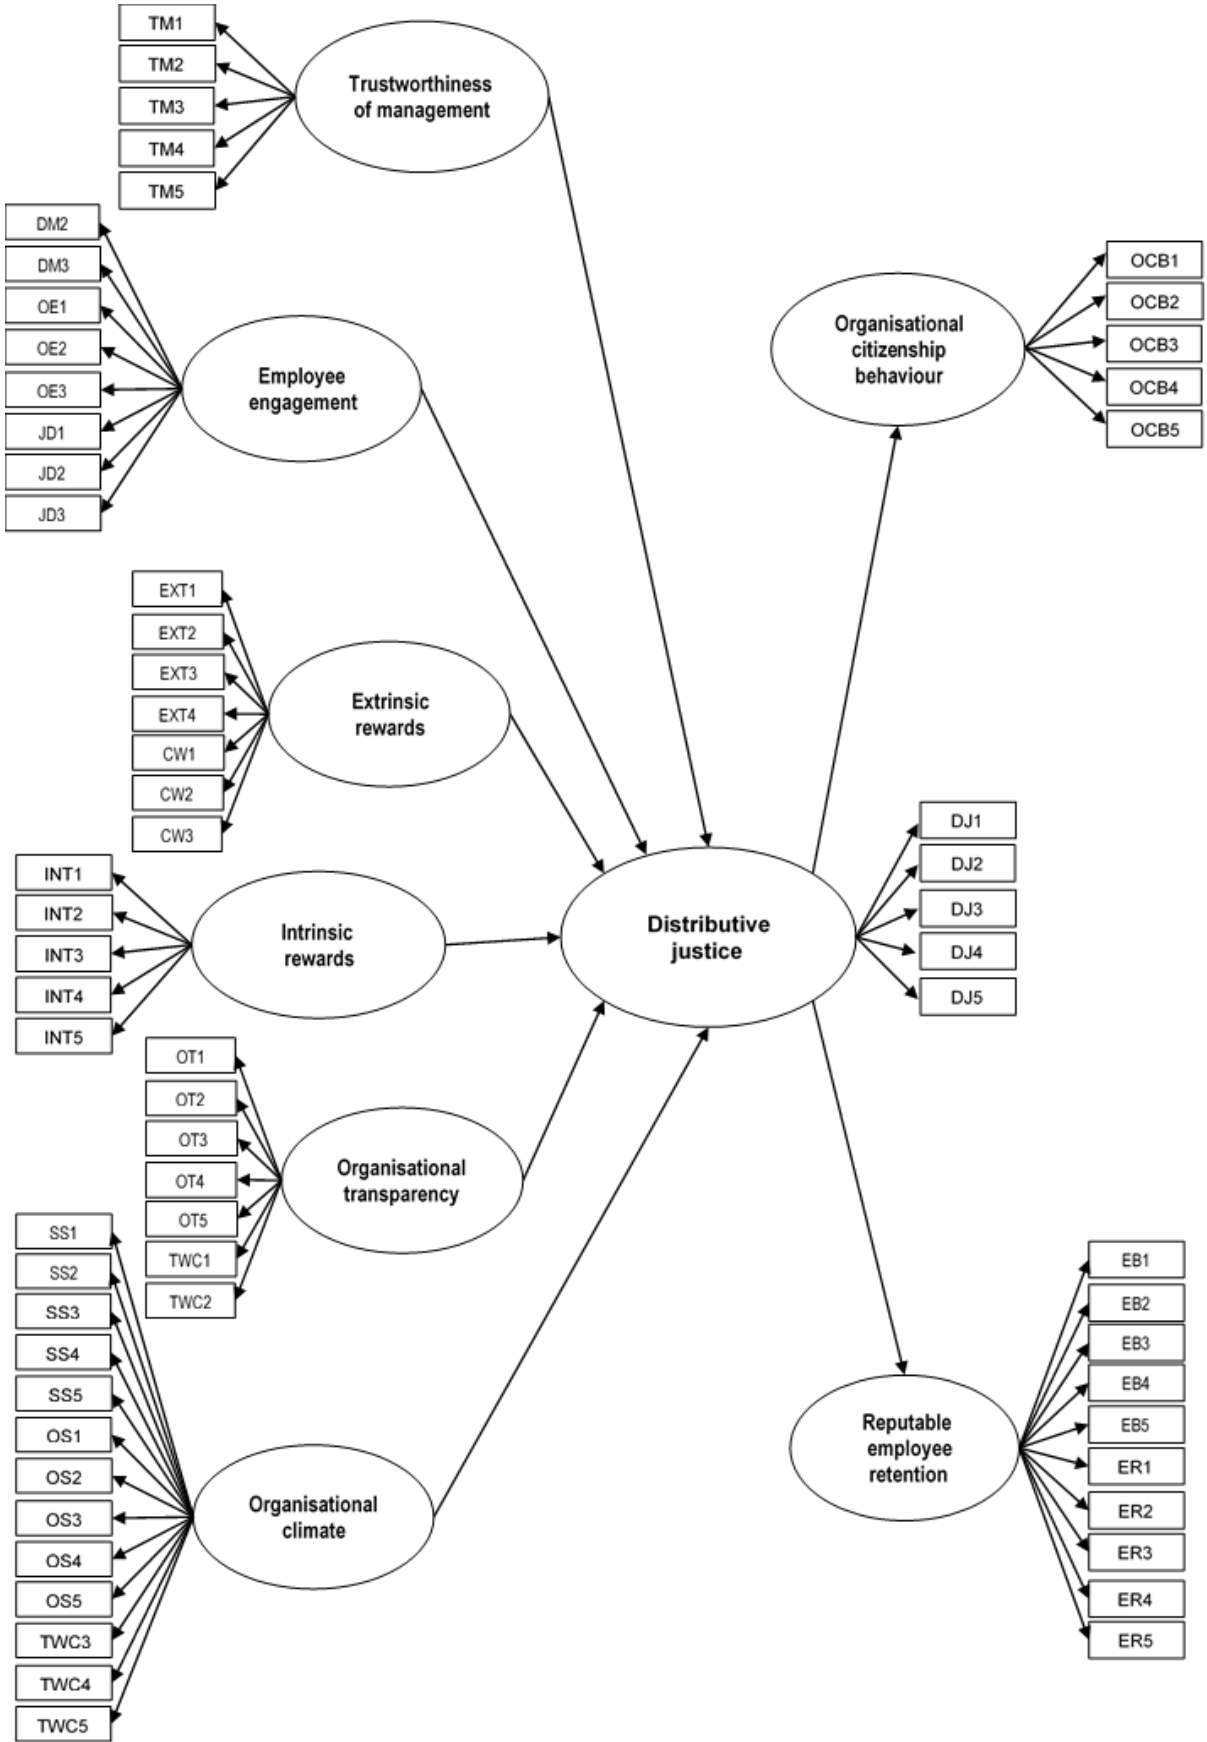 TM1
TM2
TM3
TM4
TM5
Trustworthiness
of management
DM2
DM3
OE1
OE2
OE3
JD1
JD2
JD3
Employee
engagement
Organisational
citizenship
behaviour
OCB1
OCB2
OCB3
OCB4
OCB5
EXT1
EXT2
EXT3
EXT4
CW1
CW2
CW3
Extrinsic
rewards
INT1
INT2
INT3
INT4
INT5
Intrinsic
rewards
Distributive
justice
DJ1
DJ2
DJ3
DJ4
DJ5
OT1
OT2
OT3
OT4
OT5
TWC1
TWC2
Organisational
transparency
SS1
SS2
SS3
SS4
SS5
OS1
OS2
OS3
OS4
OS5
TWC3
TWC4
TWC5
Organisational
climate
Reputable
employee
retention
EB1
EB2
EB3
EB4
EB5
ER1
ER2
ER3
ER4
ER5